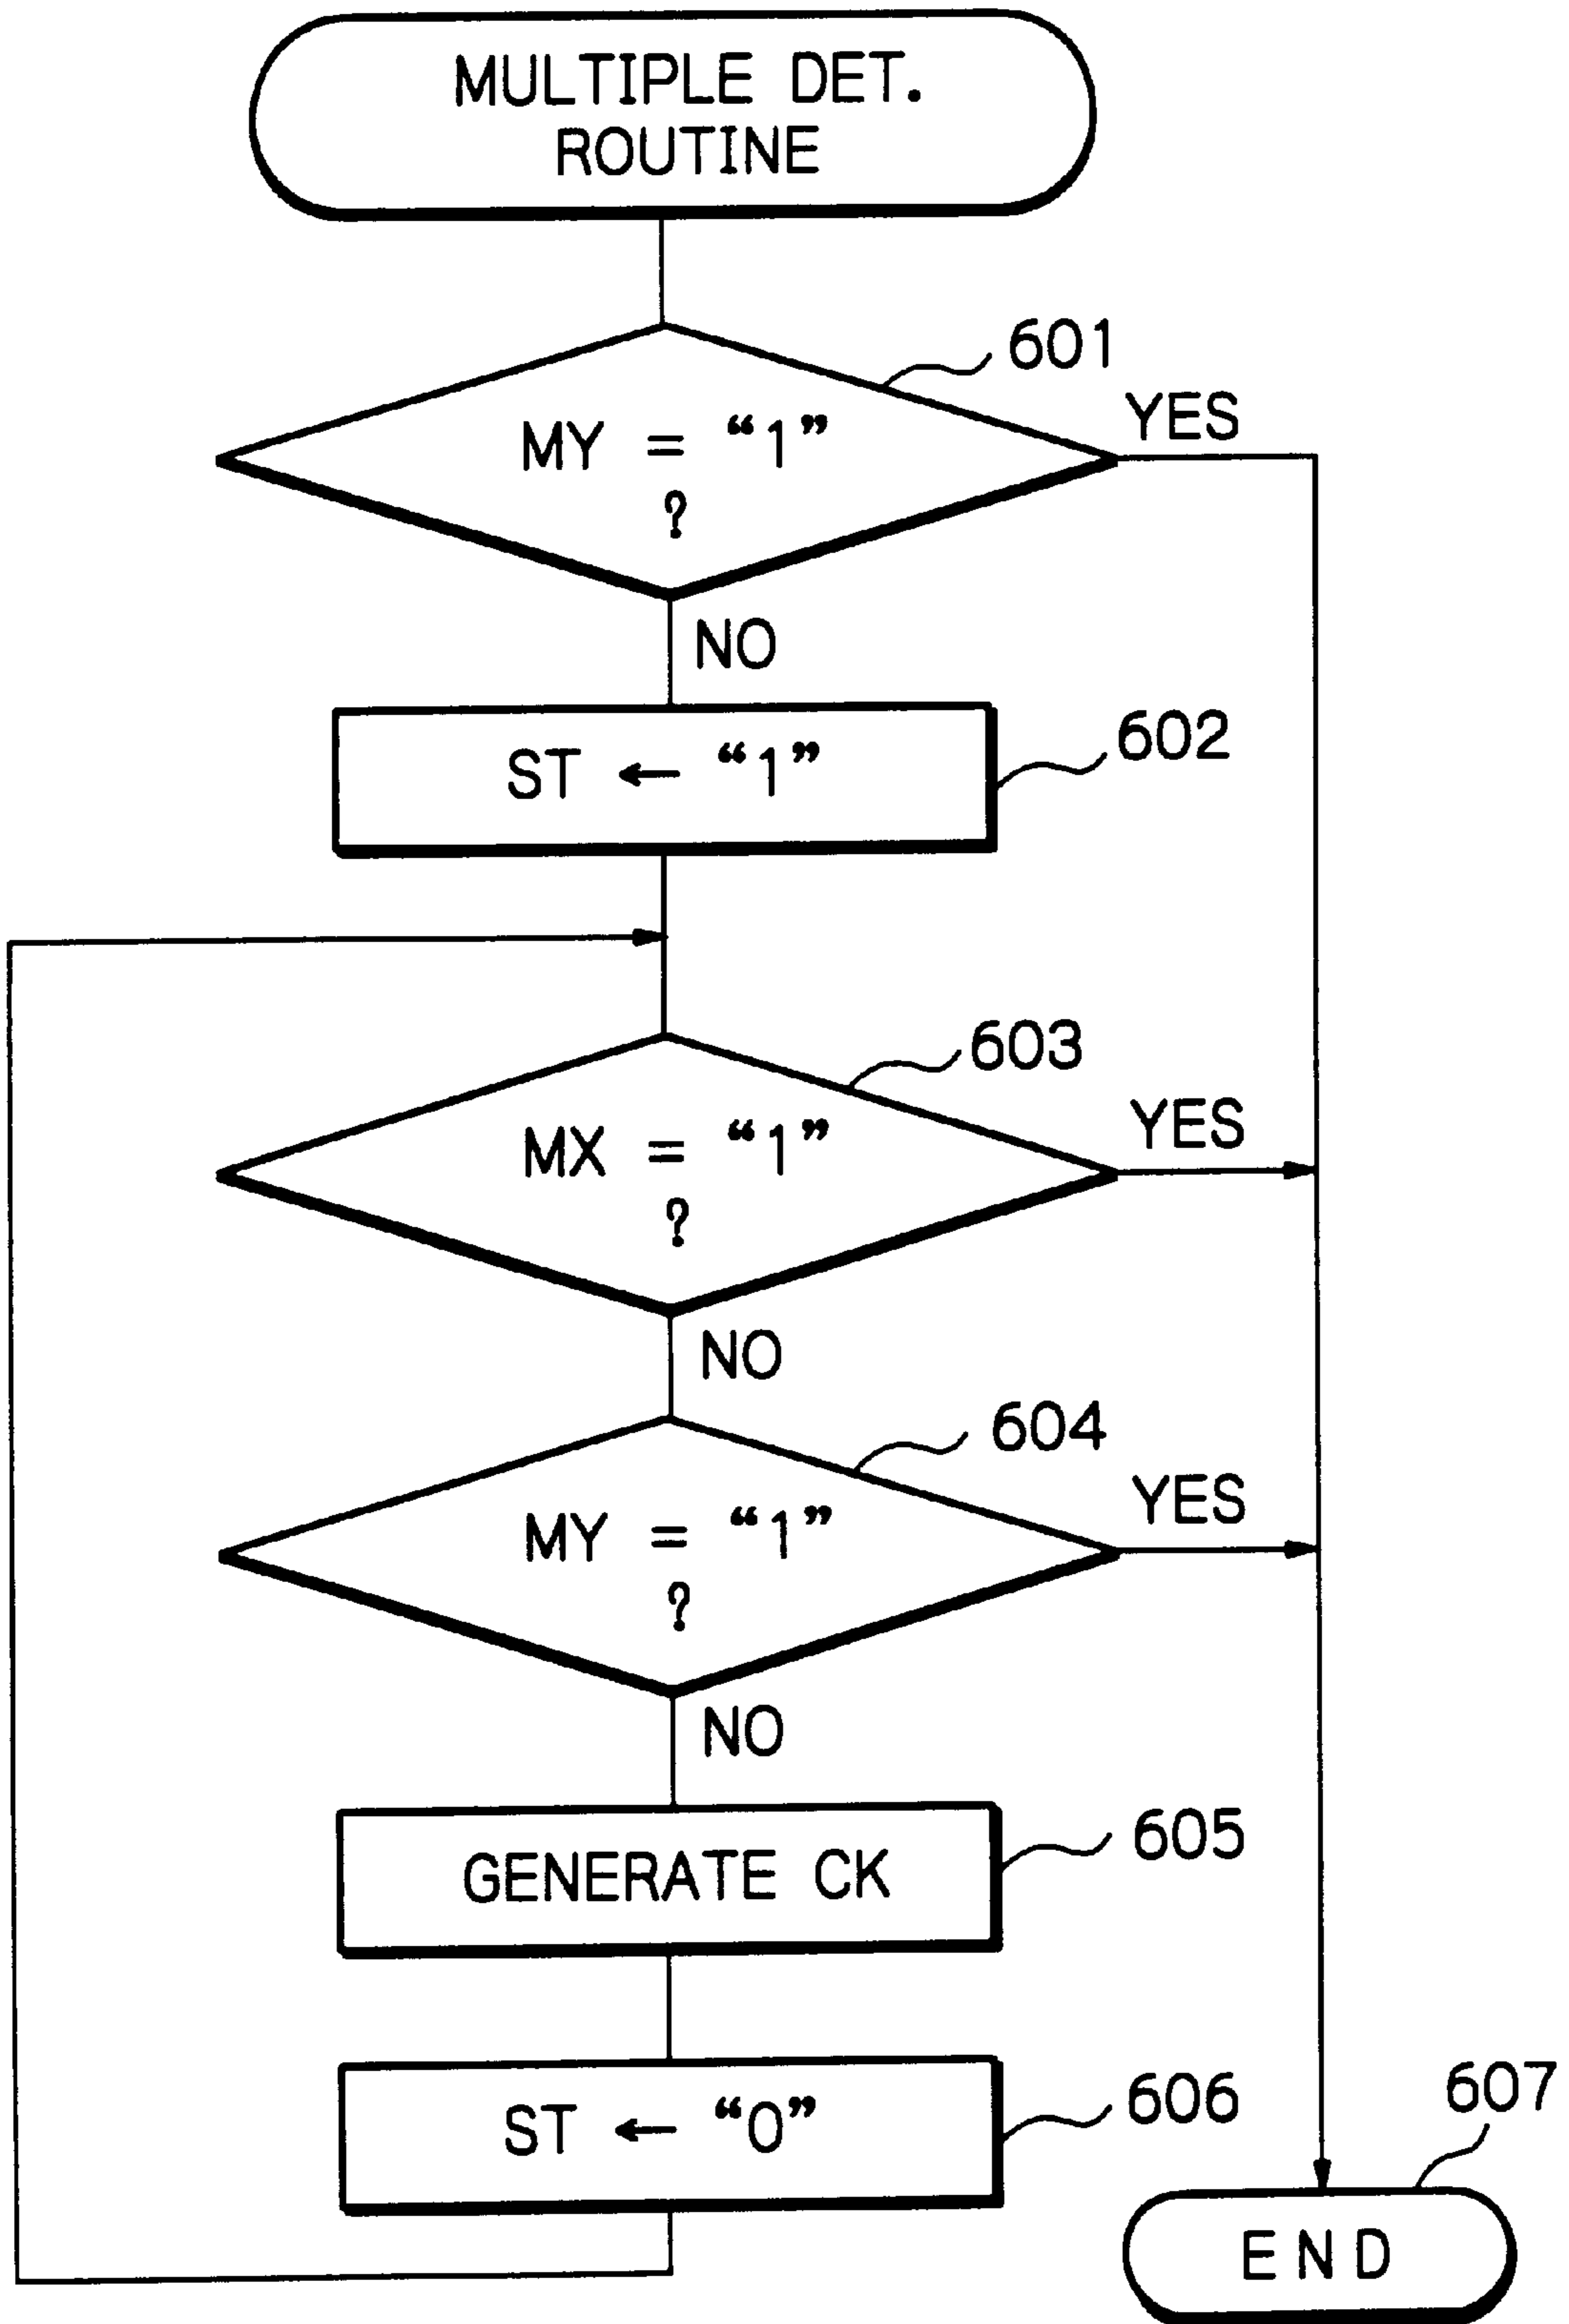 MULTIPLE DET.
ROUTINE
601
YES
MY = “1”
?
NO
602
ST ← “1”
603
YES
MX = “1”
?
NO
604
YES
MY = “1”
?
NO
605
GENERATE CK
606
ST ← “0”
607
END